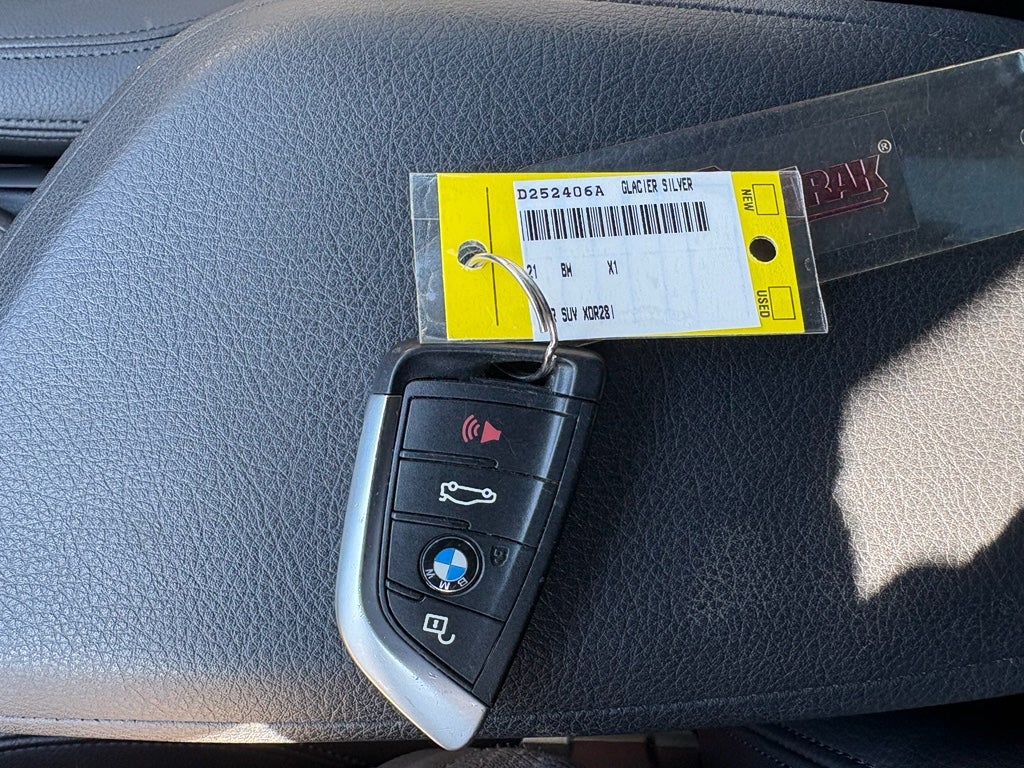 D252406A GLACIER SILVER
21 BM X1
R SUV XDR28I
NEW
USED
RAK®
BMW